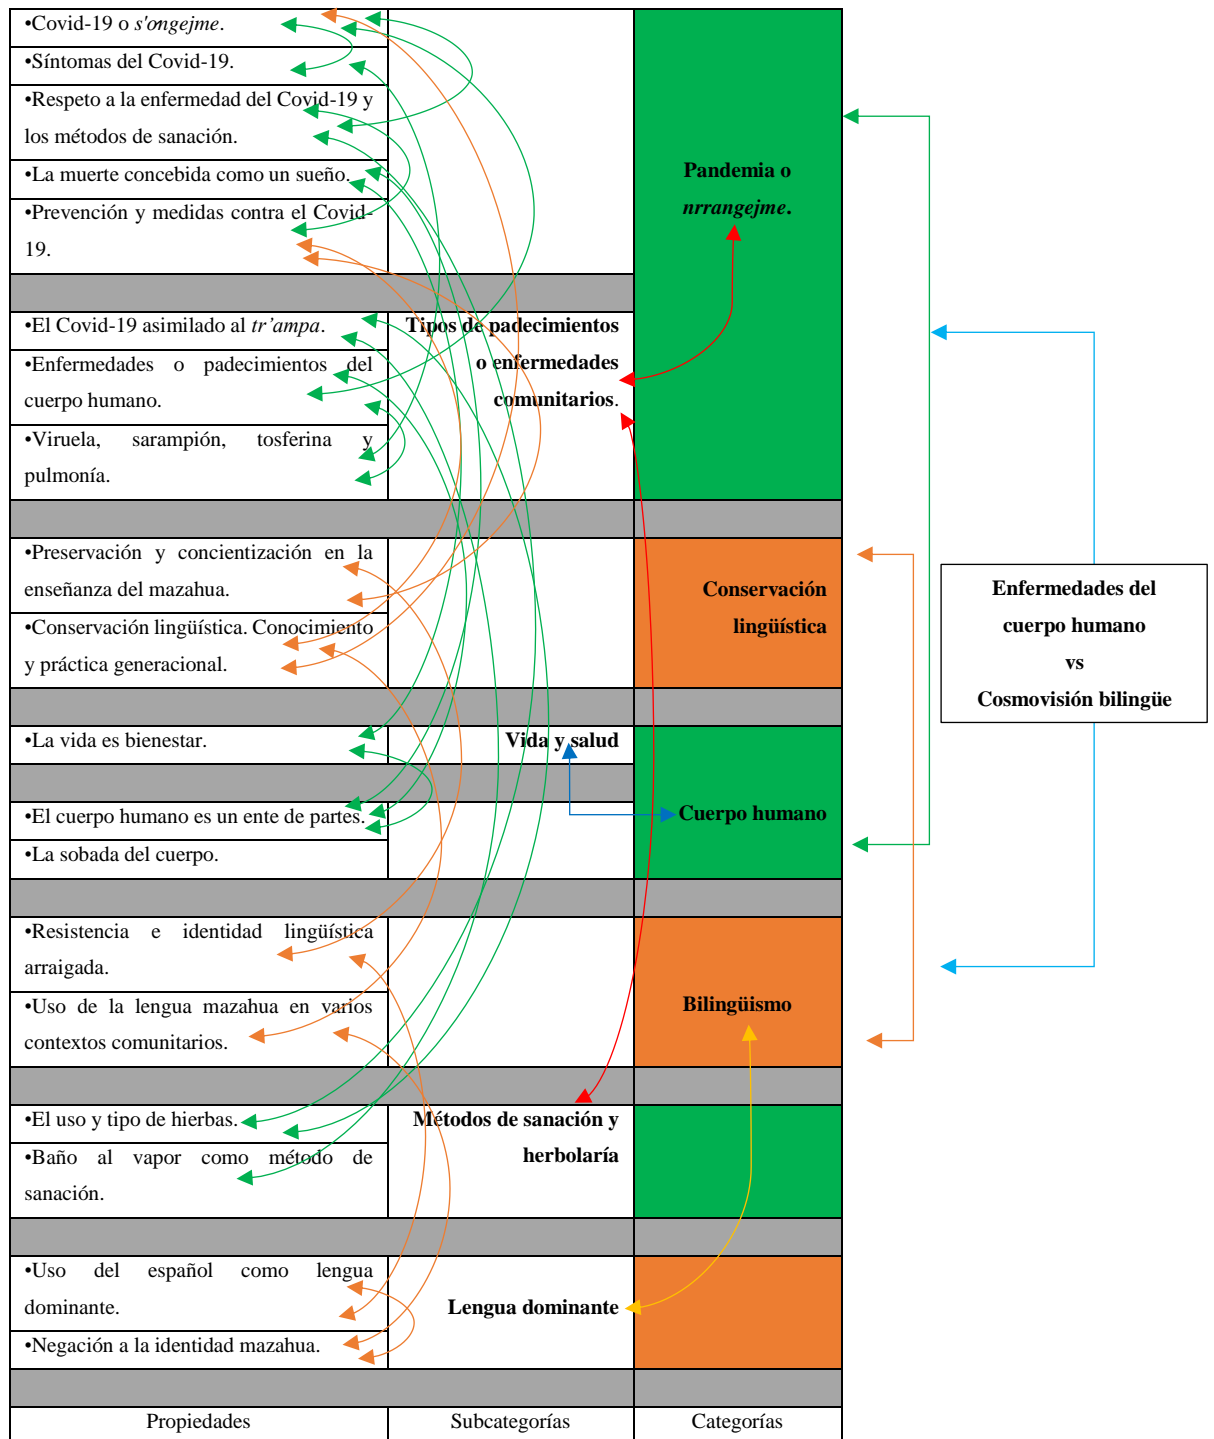 •Covid-19 o s'ongejme.
•Síntomas del Covid-19.
•Respeto a la enfermedad del Covid-19 y
los métodos de sanación.
•La muerte concebida como un sueño.
•Prevención y medidas contra el Covid-
19.
Pandemia o
nrrangejme.
•El Covid-19 asimilado al tr’ampa.
•Enfermedades o padecimientos del
cuerpo humano.
•Viruela, sarampión, tosferina y
pulmonía.
Tipos de padecimientos
o enfermedades
comunitarios.
•Preservación y concientización en la
enseñanza del mazahua.
•Conservación lingüística. Conocimiento
y práctica generacional.
Conservación
lingüística
Enfermedades del
cuerpo humano
vs
Cosmovisión bilingüe
•La vida es bienestar.
Vida y salud
•El cuerpo humano es un ente de partes.
•La sobada del cuerpo.
Cuerpo humano
•Resistencia e identidad lingüística
arraigada.
•Uso de la lengua mazahua en varios
contextos comunitarios.
Bilingüismo
•El uso y tipo de hierbas.
•Baño al vapor como método de
sanación.
Métodos de sanación y
herbolaría
•Uso del español como lengua
dominante.
•Negación a la identidad mazahua.
Lengua dominante
Propiedades
Subcategorías
Categorías